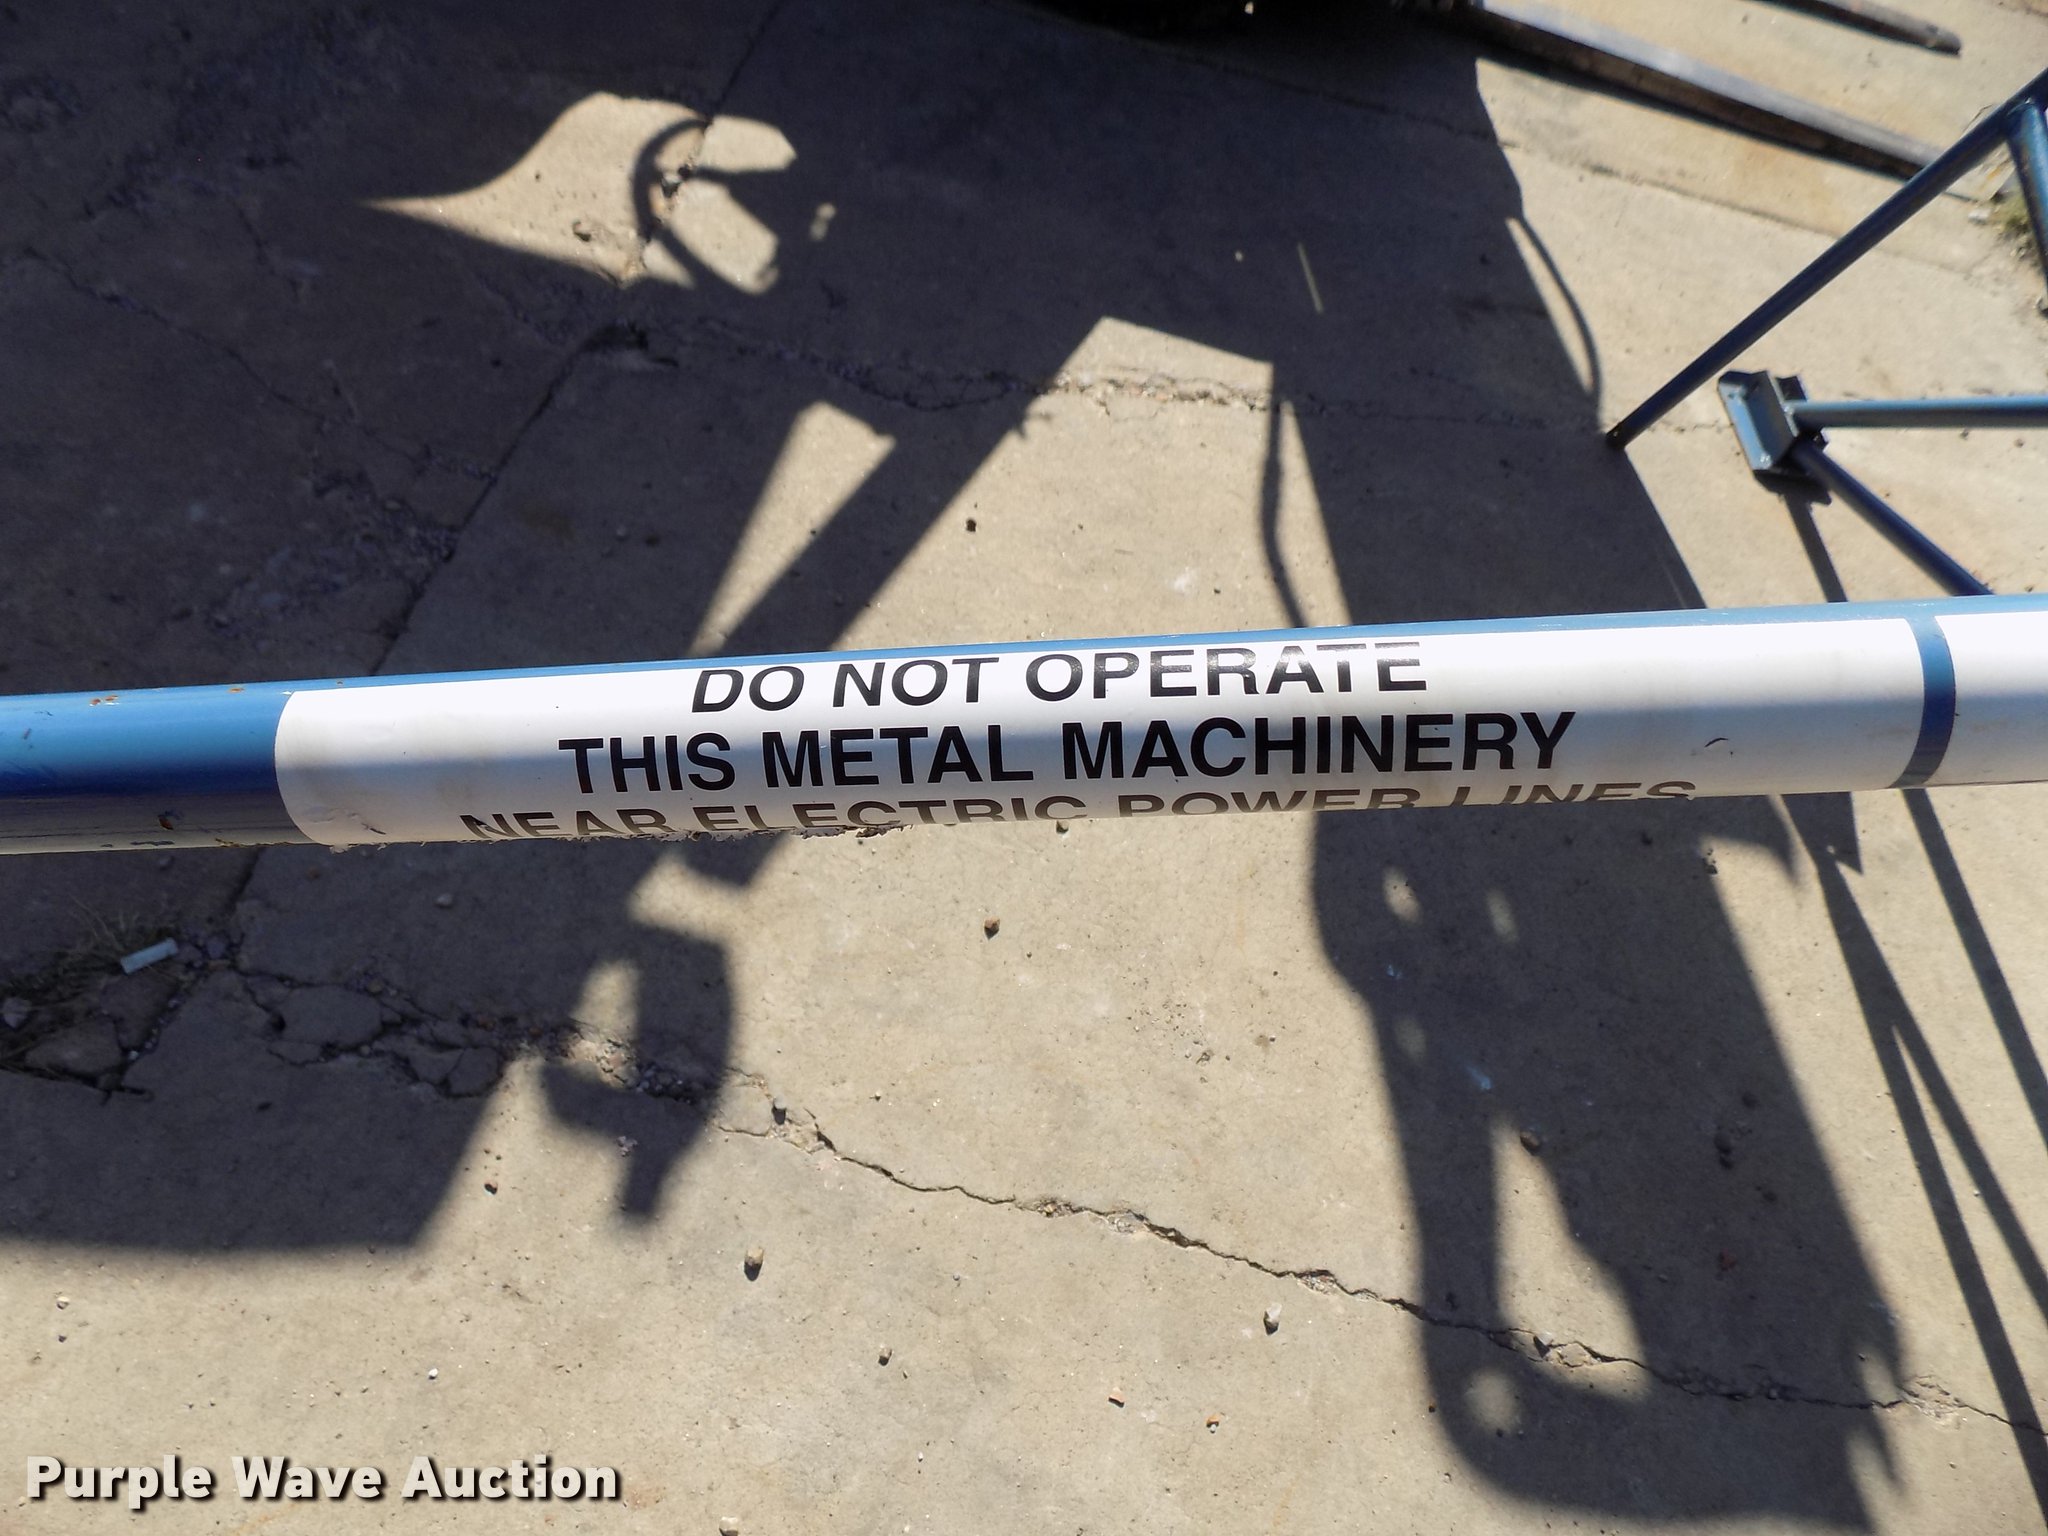 DO NOT OPERATE
THIS METAL MACHINERY
NEAR ELECTRIC POWER LINES
Purple Wave Auction